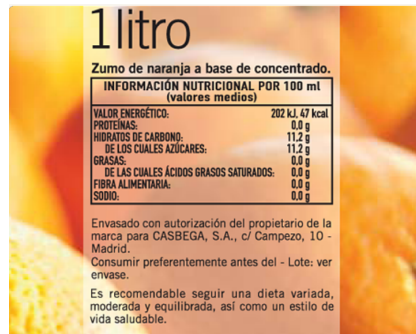 1litro
Zumo de naranja a base de concentrado.
INFORMACIÓN NUTRICIONAL POR 100 ml
(valores medios)
VALOR ENERGÉTICO: 202 kJ, 47 kcal
PROTEÍNAS: 0,0 g
HIDRATOS DE CARBONO: 11,2 g
DE LOS CUALES AZÚCARES: 11,2 g
GRASAS: 0,0 g
DE LAS CUALES ÁCIDOS GRASOS SATURADOS: 0,0 g
FIBRA ALIMENTARIA: 0,0 g
SODIO: 0,0 g
Envasado con autorización del propietario de la
marca para CASBEGA, S.A., c/ Campezo, 10 -
Madrid.
Consumir preferentemente antes del - Lote: ver
envase.
Es recomendable seguir una dieta variada,
moderada y equilibrada, así como un estilo de
vida saludable.